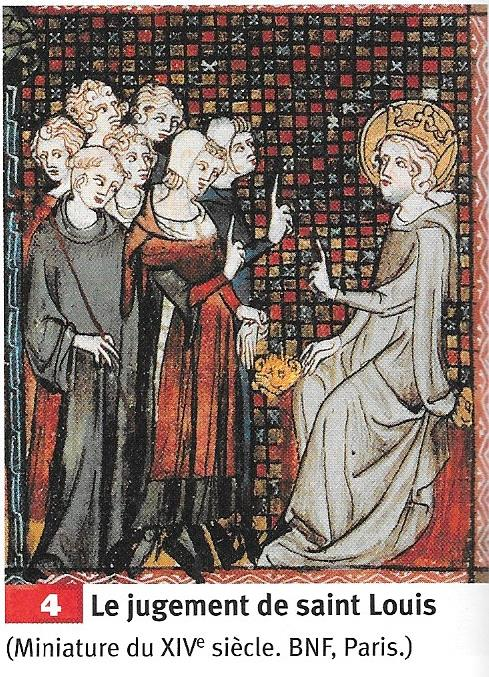 4 Le jugement de saint Louis
(Miniature du XIVe siècle. BNF, Paris.)